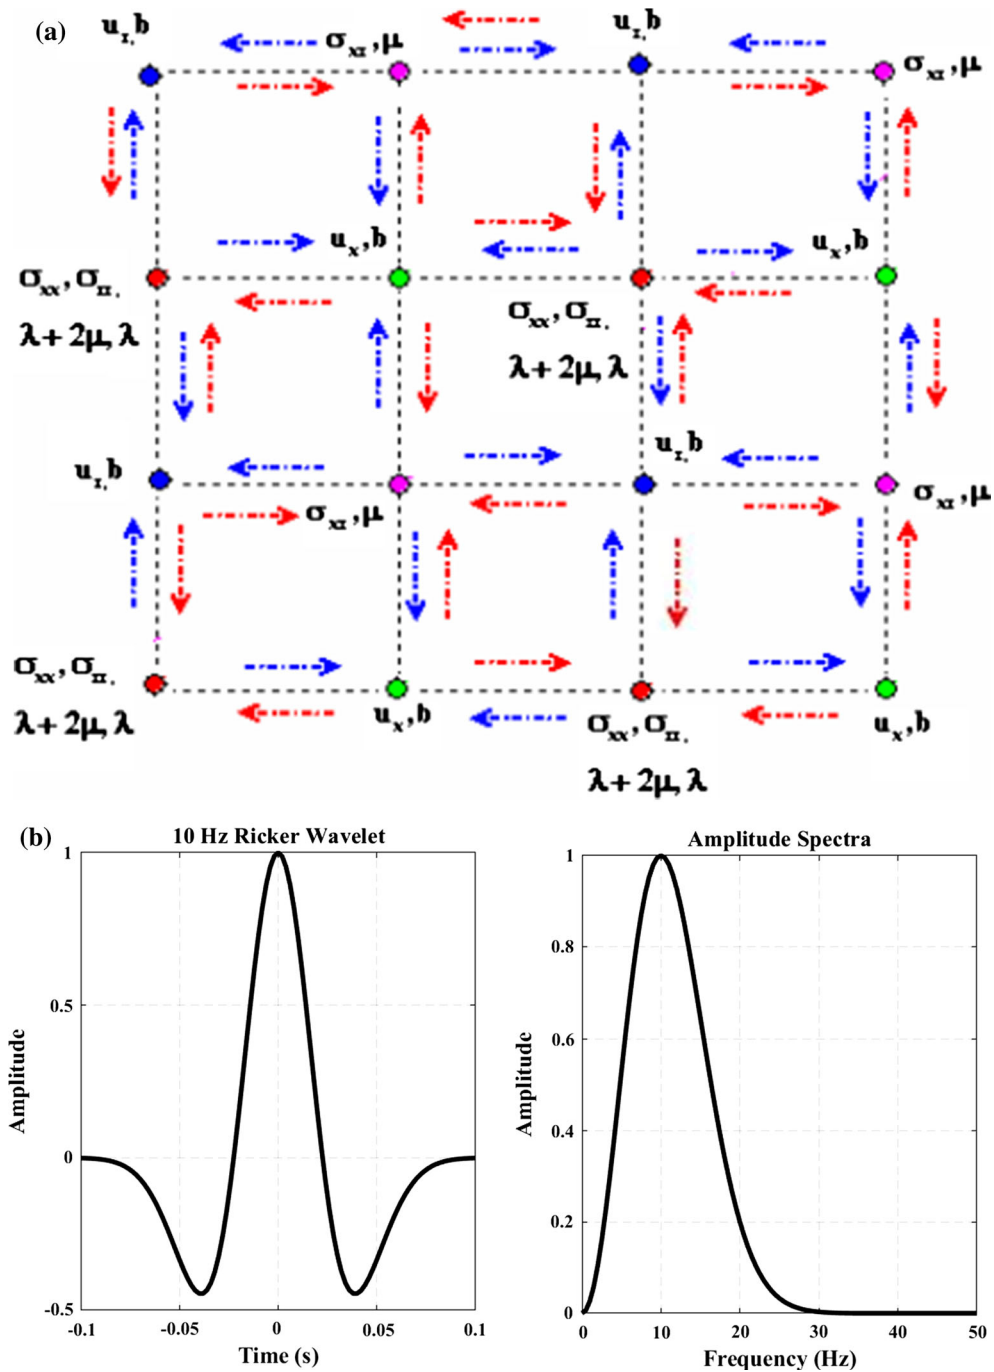 (a)
u_z, b
σ_xz, μ
u_z, b
σ_xz, μ
u_x, b
u_x, b
σ_xx, σ_zz,
λ + 2μ, λ
σ_xx, σ_zz,
λ + 2μ, λ
u_z, b
u_z, b
σ_xz, μ
σ_xz, μ
σ_xx, σ_zz,
λ + 2μ, λ
u_x, b
σ_xx, σ_zz,
λ + 2μ, λ
u_x, b
(b)
10 Hz Ricker Wavelet
1
0.5
0
-0.5
-0.1
-0.05
0
0.05
0.1
Amplitude
Time (s)
Amplitude Spectra
1
0.8
0.6
0.4
0.2
0
0
10
20
30
40
50
Amplitude
Frequency (Hz)